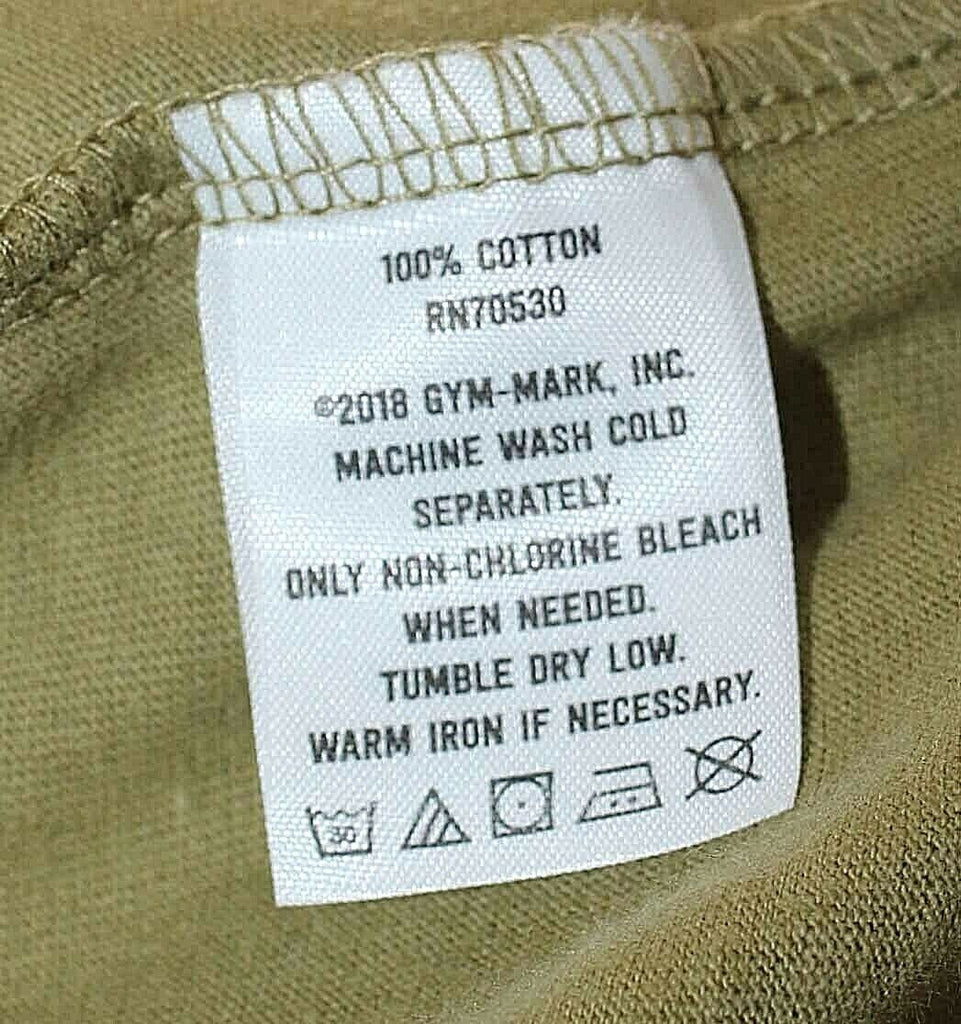 100% COTTON
RN70530
©2018 GYM-MARK, INC.
MACHINE WASH COLD
SEPARATELY.
ONLY NON-CHLORINE BLEACH
WHEN NEEDED.
TUMBLE DRY LOW.
WARM IRON IF NECESSARY.
30